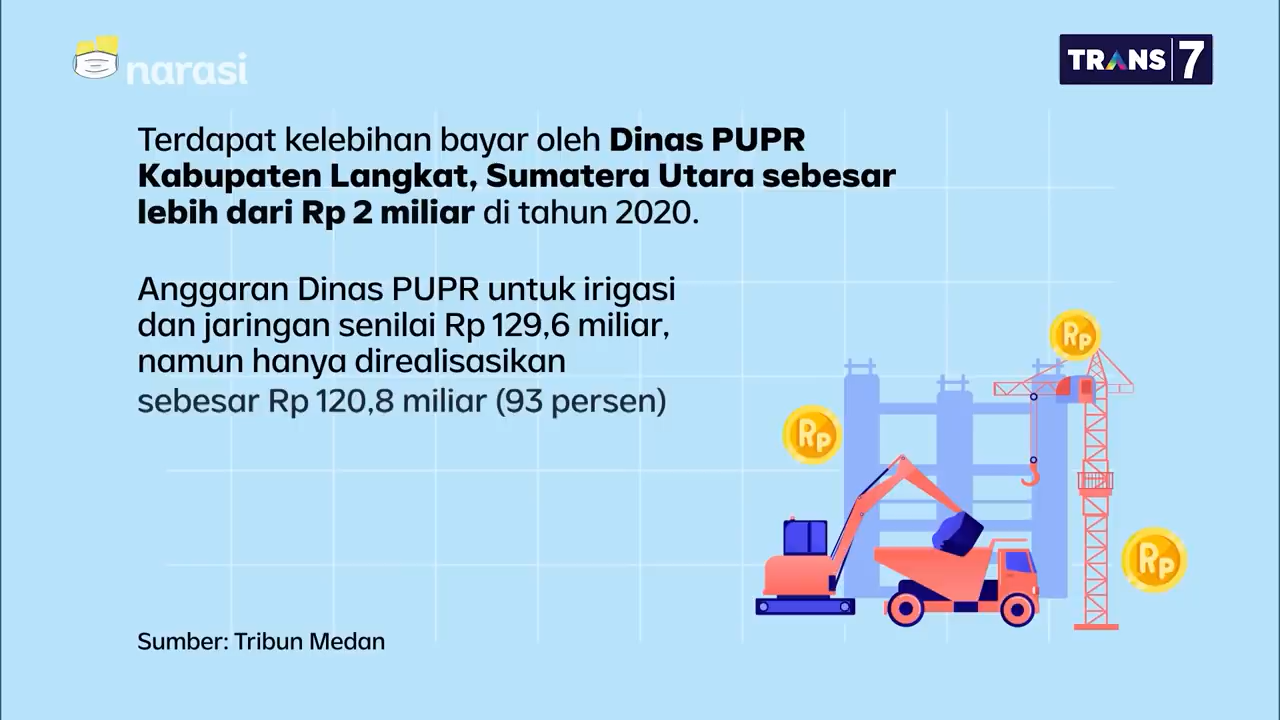 narasi
TRANS 7
Terdapat kelebihan bayar oleh Dinas PUPR
Kabupaten Langkat, Sumatera Utara sebesar
lebih dari Rp 2 miliar di tahun 2020.
Anggaran Dinas PUPR untuk irigasi
dan jaringan senilai Rp 129,6 miliar,
namun hanya direalisasikan
sebesar Rp 120,8 miliar (93 persen)
Rp
Rp
Rp
Sumber: Tribun Medan